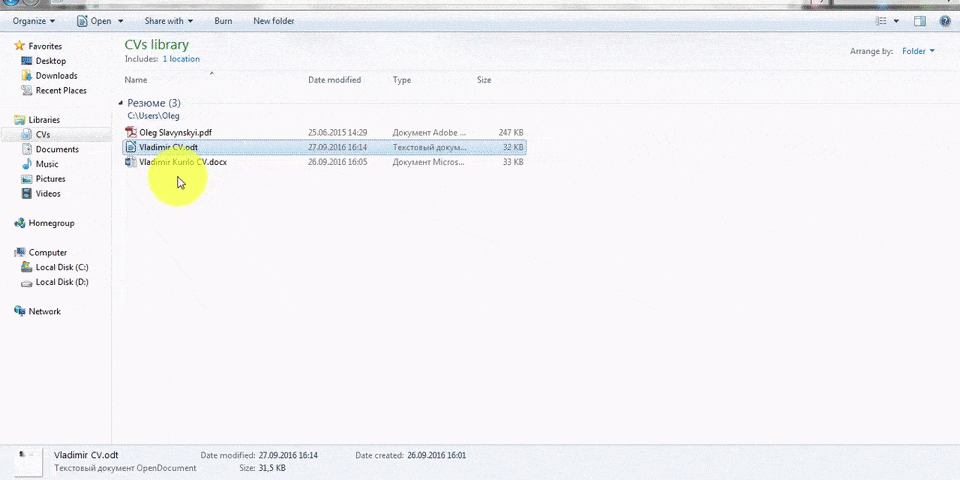 Organize Open Share with Burn New folder
CVs library
Includes: 1 location
Arrange by: Folder
Name Date modified Type Size
Резюме (3)
C:\Users\Oleg
Oleg Slavynskyi.pdf 25.06.2015 14:29 Документ Adobe ... 247 KB
Vladimir CV.odt 27.09.2016 16:14 Текстовый докум... 32 KB
Vladimir Kunlo CV.docx 26.09.2016 16:05 Документ Micros... 33 KB
Favorites
Desktop
Downloads
Recent Places
Libraries
CVs
Documents
Music
Pictures
Videos
Homegroup
Computer
Local Disk (C:)
Local Disk (D:)
Network
Vladimir CV.odt Date modified: 27.09.2016 16:14 Date created: 26.09.2016 16:01
Текстовый документ OpenDocument Size: 31,5 KB